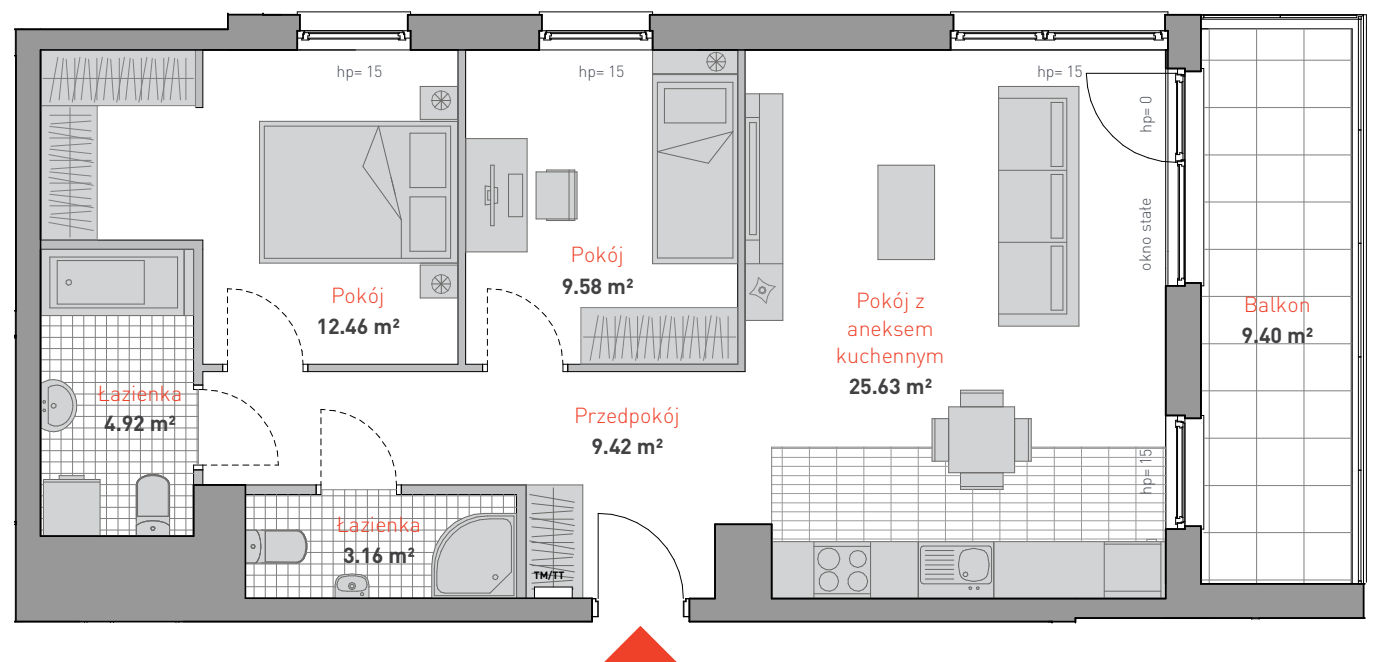 hp= 15
hp= 15
hp= 15
hp= 0
okno stałe
Pokój
12.46 m²
Pokój
9.58 m²
Pokój z
aneksem
kuchennym
25.63 m²
Balkon
9.40 m²
Łazienka
4.92 m²
Przedpokój
9.42 m²
hp= 15
Łazienka
3.16 m²
TM/TT